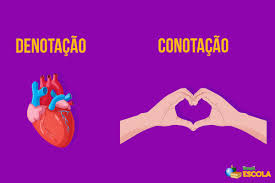 DENOTAÇÃO
CONOTAÇÃO
Brasil
ESCOLA